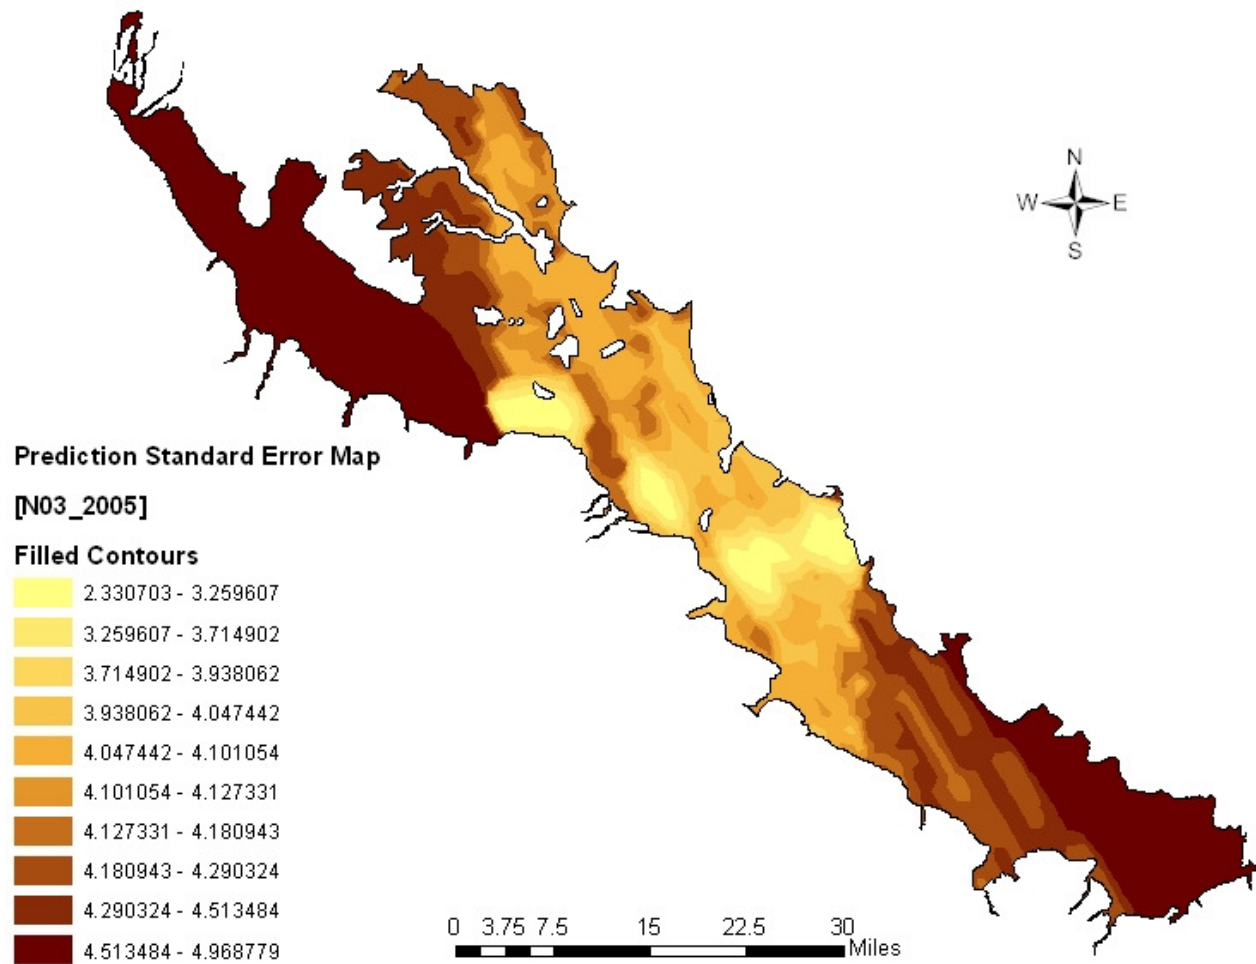 N
W E
S
Prediction Standard Error Map
[N03_2005]
Filled Contours
2.330703 - 3.259607
3.259607 - 3.714902
3.714902 - 3.938062
3.938062 - 4.047442
4.047442 - 4.101054
4.101054 - 4.127331
4.127331 - 4.180943
4.180943 - 4.290324
4.290324 - 4.513484
4.513484 - 4.968779
0 3.75 7.5 15 22.5 30
Miles